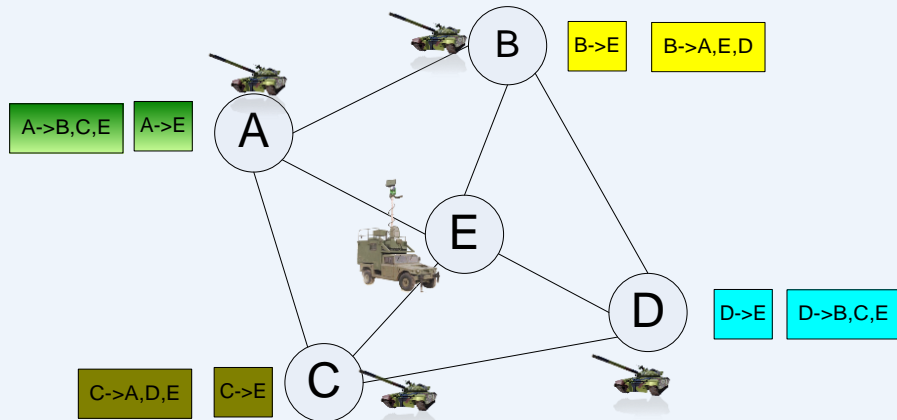 B
B->E
B->A,E,D
A->B,C,E
A->E
A
E
D
D->E
D->B,C,E
C->A,D,E
C->E
C